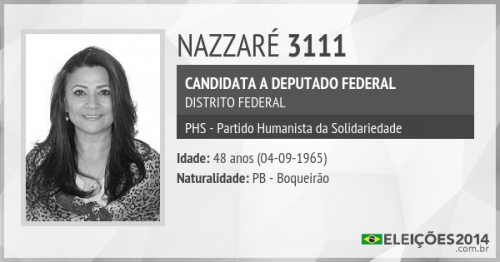 NAZZARÉ 3111
CANDIDATA A DEPUTADO FEDERAL
DISTRITO FEDERAL
PHS - Partido Humanista da Solidariedade
Idade: 48 anos (04-09-1965)
Naturalidade: PB - Boqueirão
ELEIÇÕES2014
.com.br